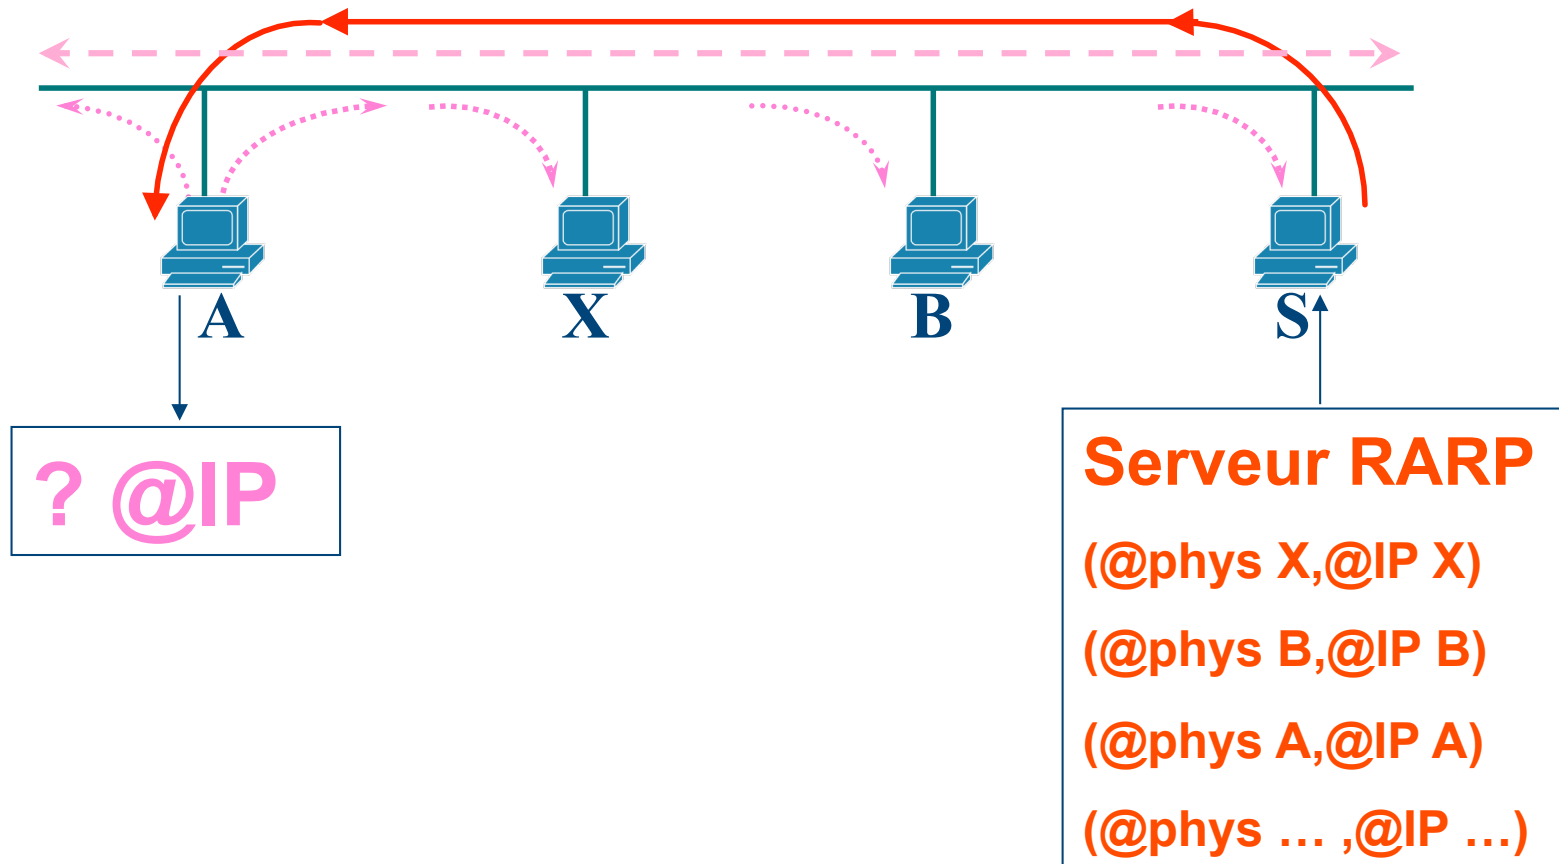 A X B S
? @IP
Serveur RARP
(@phys X,@IP X)
(@phys B,@IP B)
(@phys A,@IP A)
(@phys … ,@IP …)